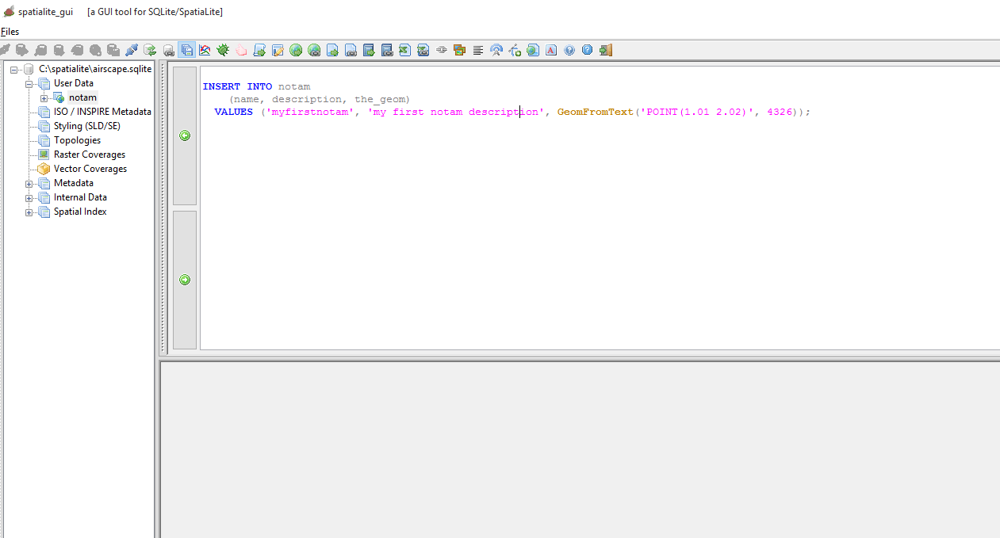 spatialite_gui [a GUI tool for SQLite/SpatiaLite]
Files
C:\spatialite\airscape.sqlite
User Data
notam
ISO / INSPIRE Metadata
Styling (SLD/SE)
Topologies
Raster Coverages
Vector Coverages
Metadata
Internal Data
Spatial Index
INSERT INTO notam
(name, description, the_geom)
VALUES ('myfirstnotam', 'my first notam description', GeomFromText('POINT(1.01 2.02)', 4326));